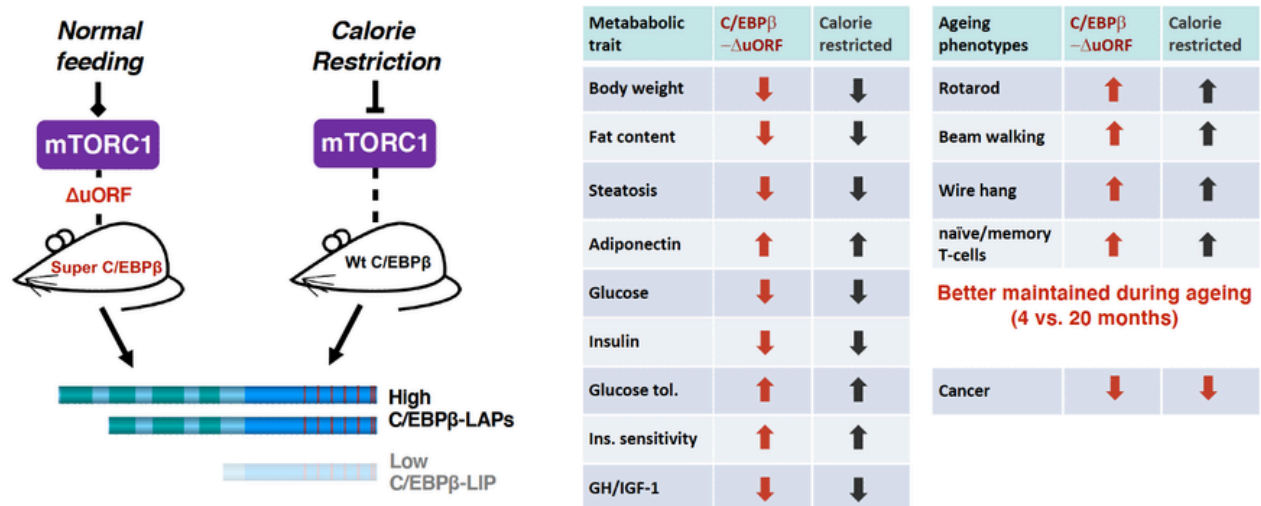 Normal
feeding
Calorie
Restriction
mTORC1
mTORC1
ΔuORF
Super C/EBPβ
Wt C/EBPβ
High
C/EBPβ-LAPs
Low
C/EBPβ-LIP
Metababolic
trait
C/EBPβ
–ΔuORF
Calorie
restricted
Body weight
Fat content
Steatosis
Adiponectin
Glucose
Insulin
Glucose tol.
Ins. sensitivity
GH/IGF-1
Ageing
phenotypes
C/EBPβ
–ΔuORF
Calorie
restricted
Rotarod
Beam walking
Wire hang
naïve/memory
T-cells
Better maintained during ageing
(4 vs. 20 months)
Cancer